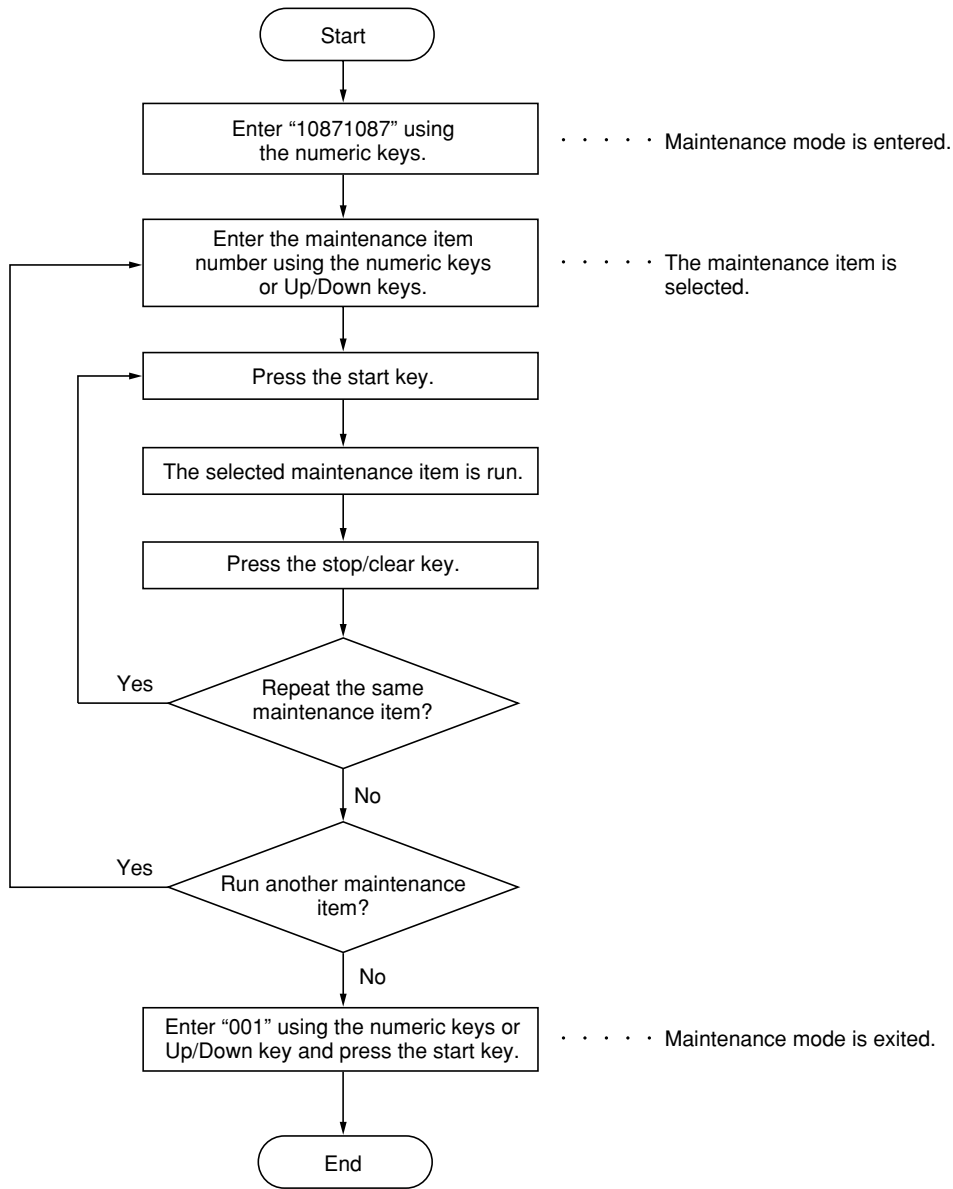 Start
Enter “10871087” using
the numeric keys.
· · · · · Maintenance mode is entered.
Enter the maintenance item
number using the numeric keys
or Up/Down keys.
· · · · · The maintenance item is
selected.
Press the start key.
The selected maintenance item is run.
Press the stop/clear key.
Yes
Repeat the same
maintenance item?
No
Yes
Run another maintenance
item?
No
Enter “001” using the numeric keys or
Up/Down key and press the start key.
· · · · · Maintenance mode is exited.
End